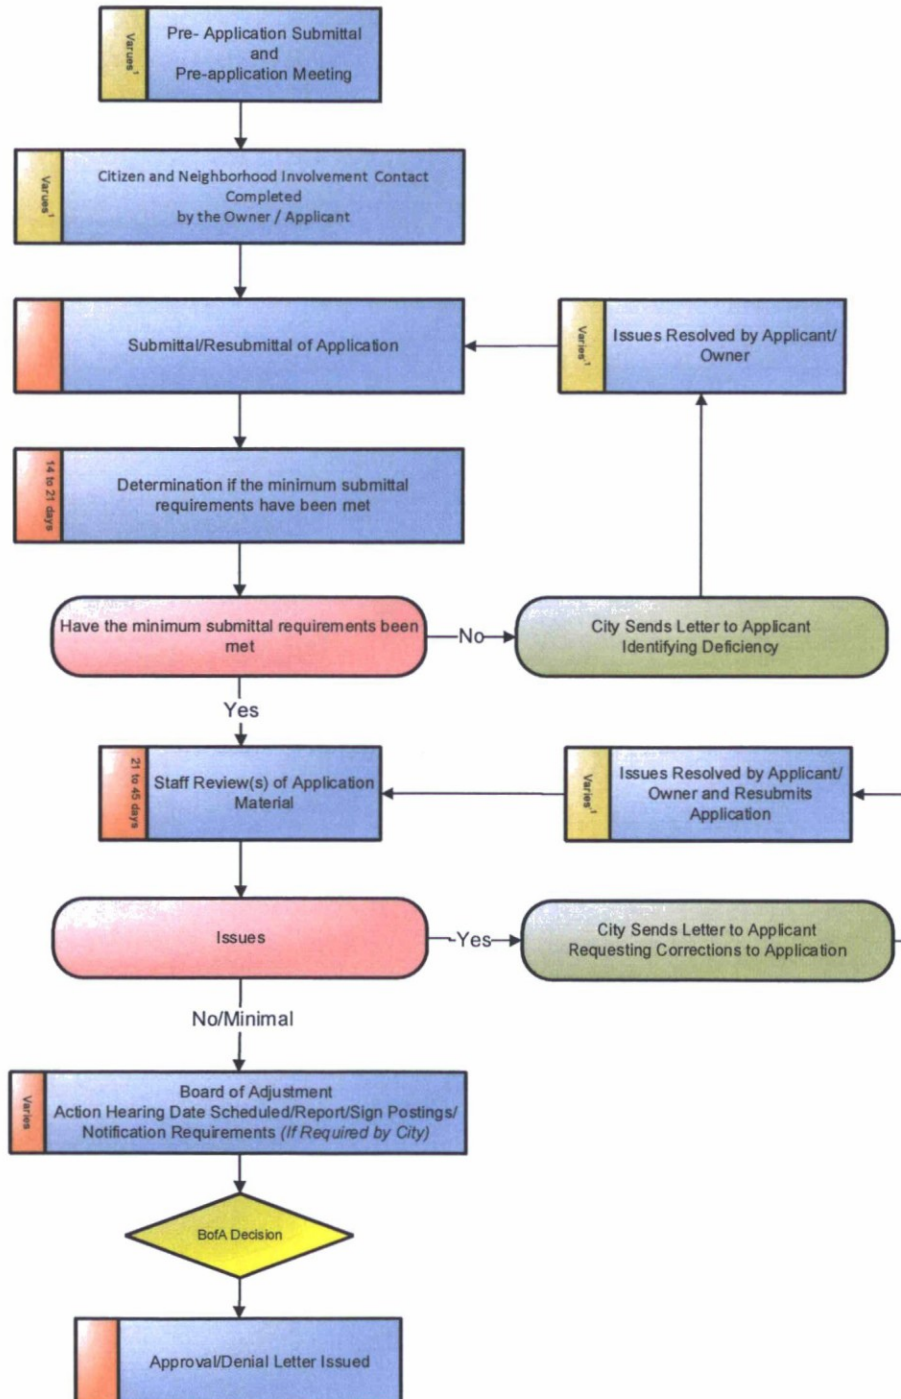 Varues¹
Pre- Application Submittal
and
Pre-application Meeting
Varues¹
Citizen and Neighborhood Involvement Contact
Completed
by the Owner / Applicant
Submittal/Resubmittal of Application
Varies¹
Issues Resolved by Applicant/
Owner
14 to 21 days
Determination if the minimum submittal
requirements have been met
Have the minimum submittal requirements been
met
No
City Sends Letter to Applicant
Identifying Deficiency
Yes
21 to 45 days
Staff Review(s) of Application
Material
Varies¹
Issues Resolved by Applicant/
Owner and Resubmits
Application
Issues
Yes
City Sends Letter to Applicant
Requesting Corrections to Application
No/Minimal
Varies
Board of Adjustment
Action Hearing Date Scheduled/Report/Sign Postings/
Notification Requirements (If Required by City)
BofA Decision
Approval/Denial Letter Issued